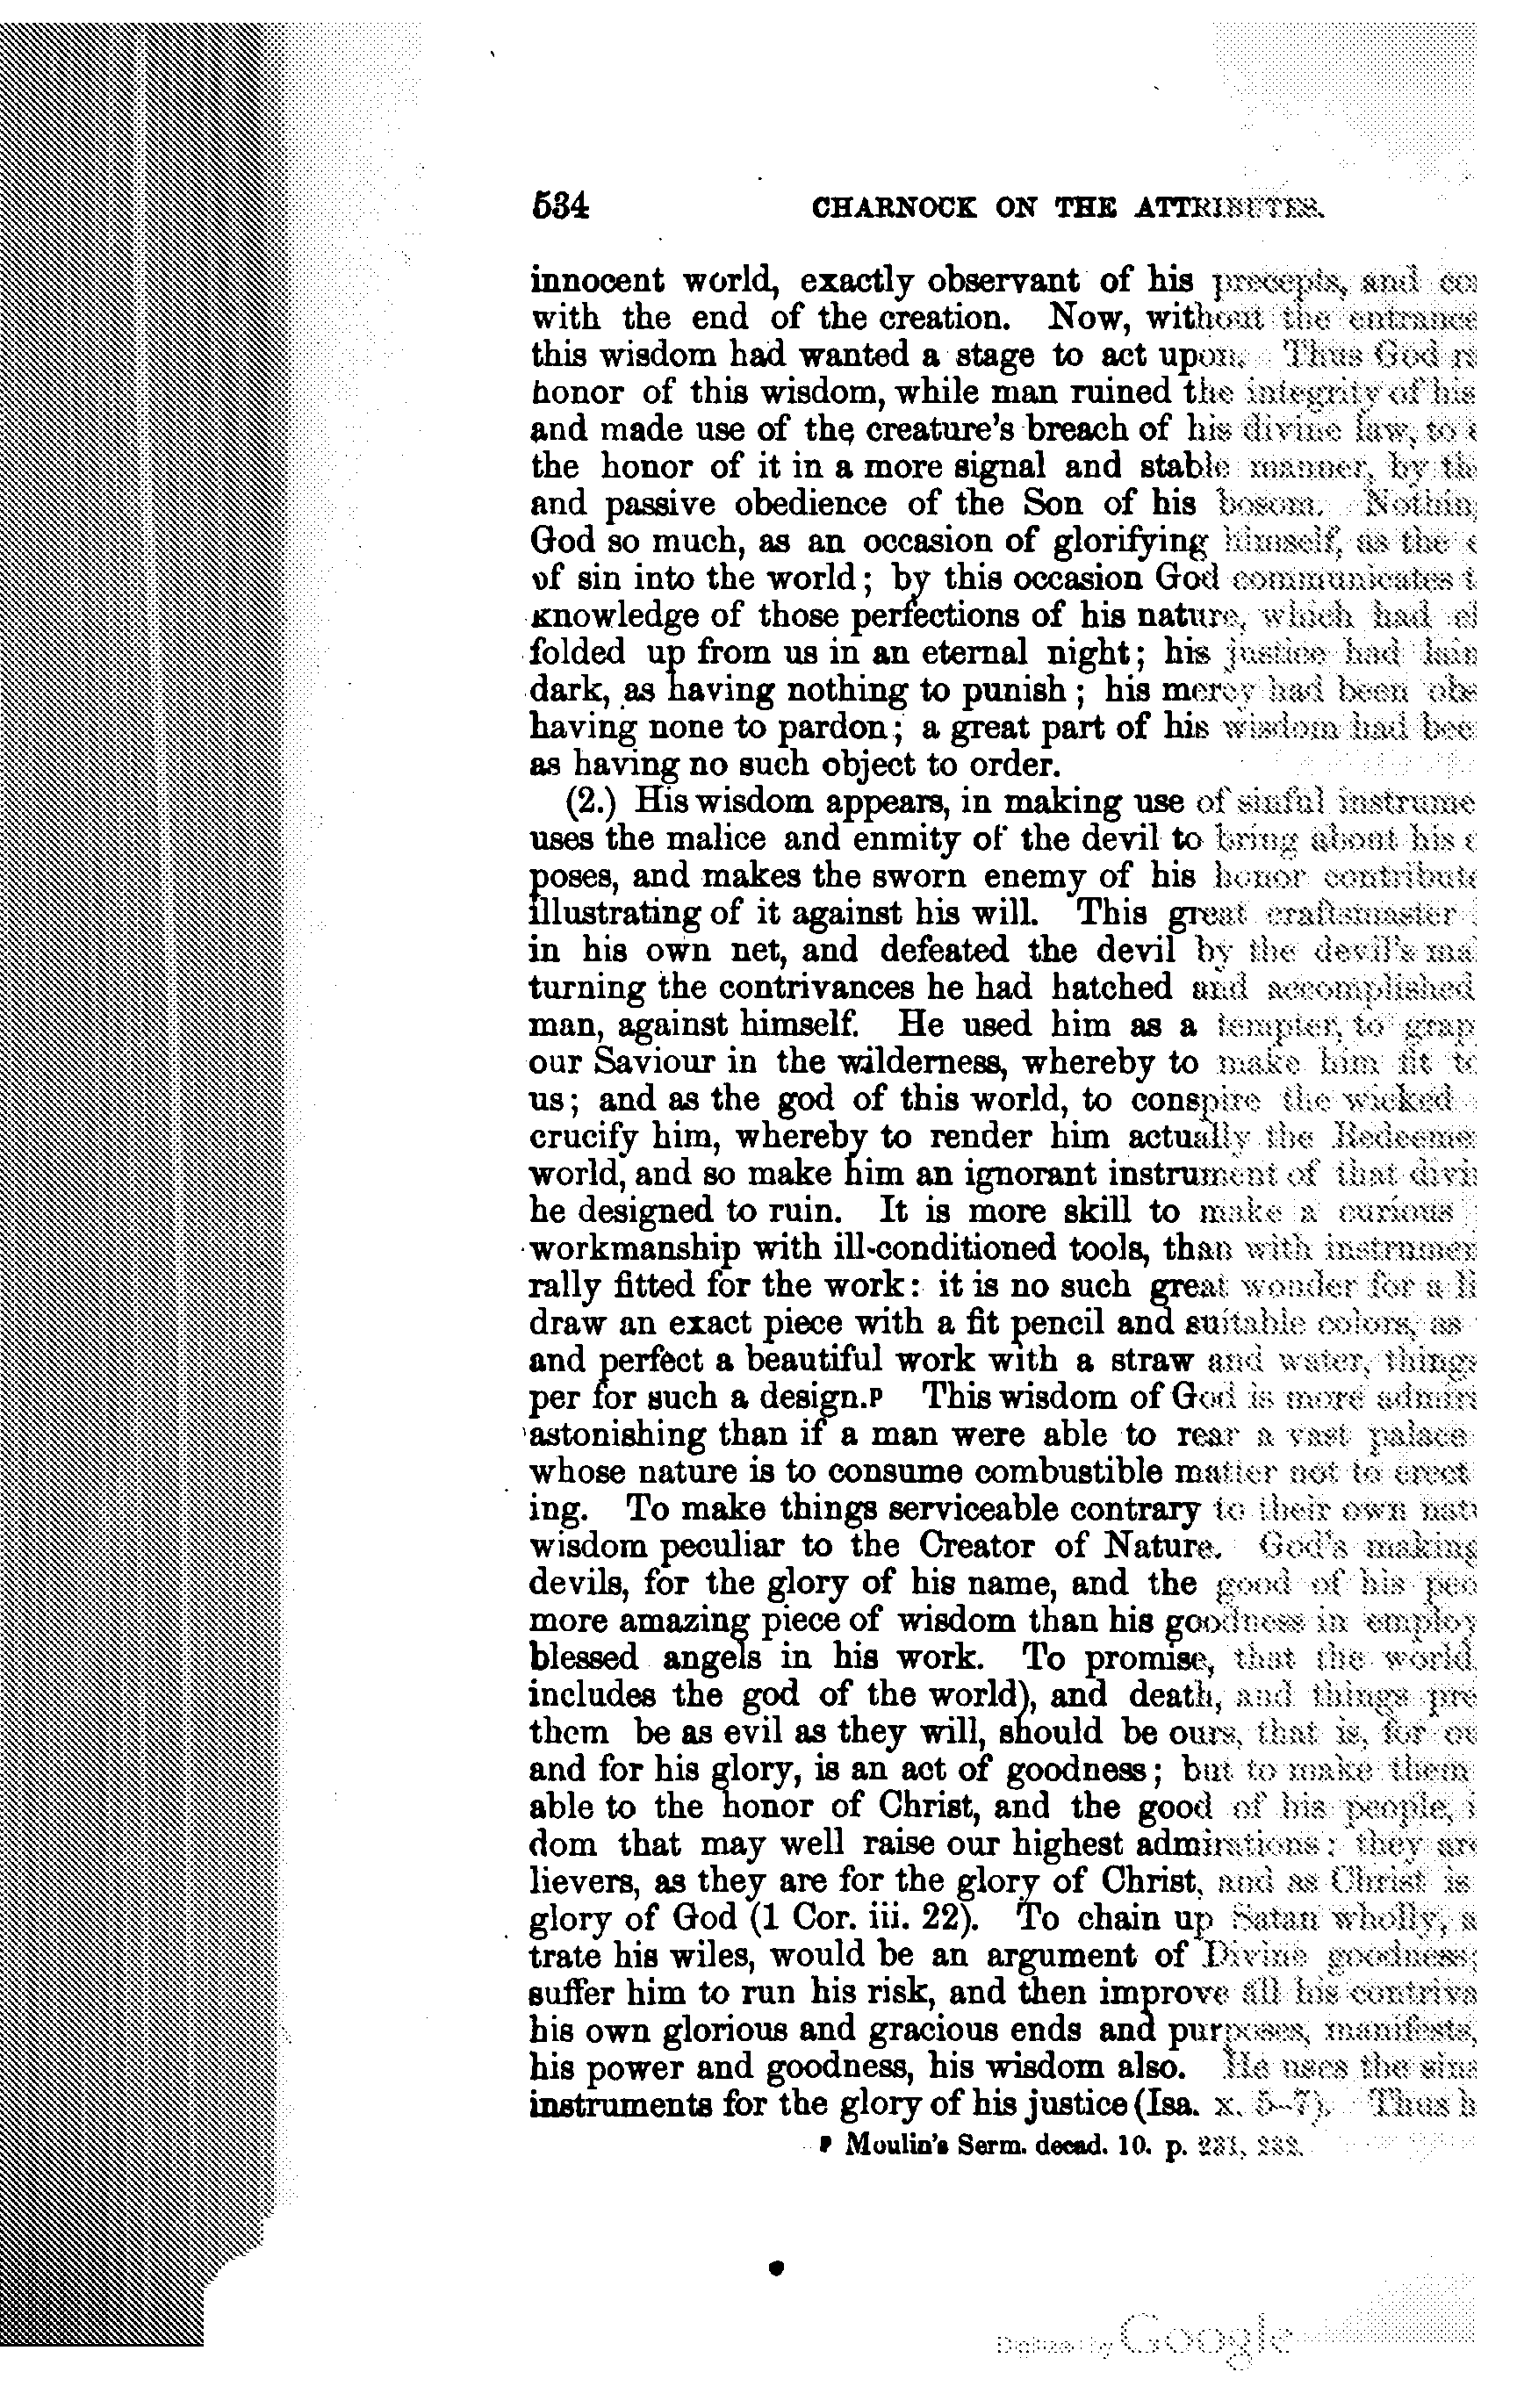 534 CHARNOCK ON THE ATTRIBUTES.
innocent world, exactly observant of his precepts, and
with the end of the creation. Now, without the entrance
this wisdom had wanted a stage to act upon. Thus God
honor of this wisdom, while man ruined the integrity of his
and made use of the creature's breach of his divine law, to
the honor of it in a more signal and stable manner, by
and passive obedience of the Son of his bosom.
God so much, as an occasion of glorifying himself, as the
of sin into the world; by this occasion God communicates
knowledge of those perfections of his nature, which had
folded up from us in an eternal night; his justice had
dark, as having nothing to punish; his mercy had been
having none to pardon; a great part of his wisdom had
as having no such object to order.
(2.) His wisdom appears, in making use of sinful
uses the malice and enmity of the devil to bring about his
poses, and makes the sworn enemy of his honor
illustrating of it against his will. This great craftsmaster
in his own net, and defeated the devil by the devil's
turning the contrivances he had hatched and accomplished
man, against himself. He used him as a tempter, to
our Saviour in the wilderness, whereby to make him fit
us; and as the god of this world, to conspire the wicked
crucify him, whereby to render him actually the
world, and so make him an ignorant instrument of that
he designed to ruin. It is more skill to make a curious
workmanship with ill-conditioned tools, than with
rally fitted for the work: it is no such great wonder for a
draw an exact piece with a fit pencil and suitable colors, as
and perfect a beautiful work with a straw and water, things
per for such a design.p This wisdom of God is more
astonishing than if a man were able to rear a vast palace
whose nature is to consume combustible matter not to erect
ing. To make things serviceable contrary to their own
wisdom peculiar to the Creator of Nature. God's making
devils, for the glory of his name, and the good of his
more amazing piece of wisdom than his goodness in
blessed angels in his work. To promise, that the world
includes the god of the world), and death, and things
them be as evil as they will, should be ours, that is, for
and for his glory, is an act of goodness; but to make them
able to the honor of Christ, and the good of his people,
dom that may well raise our highest admirations: they
lievers, as they are for the glory of Christ, and as Christ is
glory of God (1 Cor. iii. 22). To chain up Satan wholly,
trate his wiles, would be an argument of Divine goodness;
suffer him to run his risk, and then improve all his
his own glorious and gracious ends and purposes, manifests,
his power and goodness, his wisdom also. He uses the
instruments for the glory of his justice (Isa. x. 5-7). Thus
p Moulin's Serm. decad. 10. p. 231, 232.
Digitized by Google